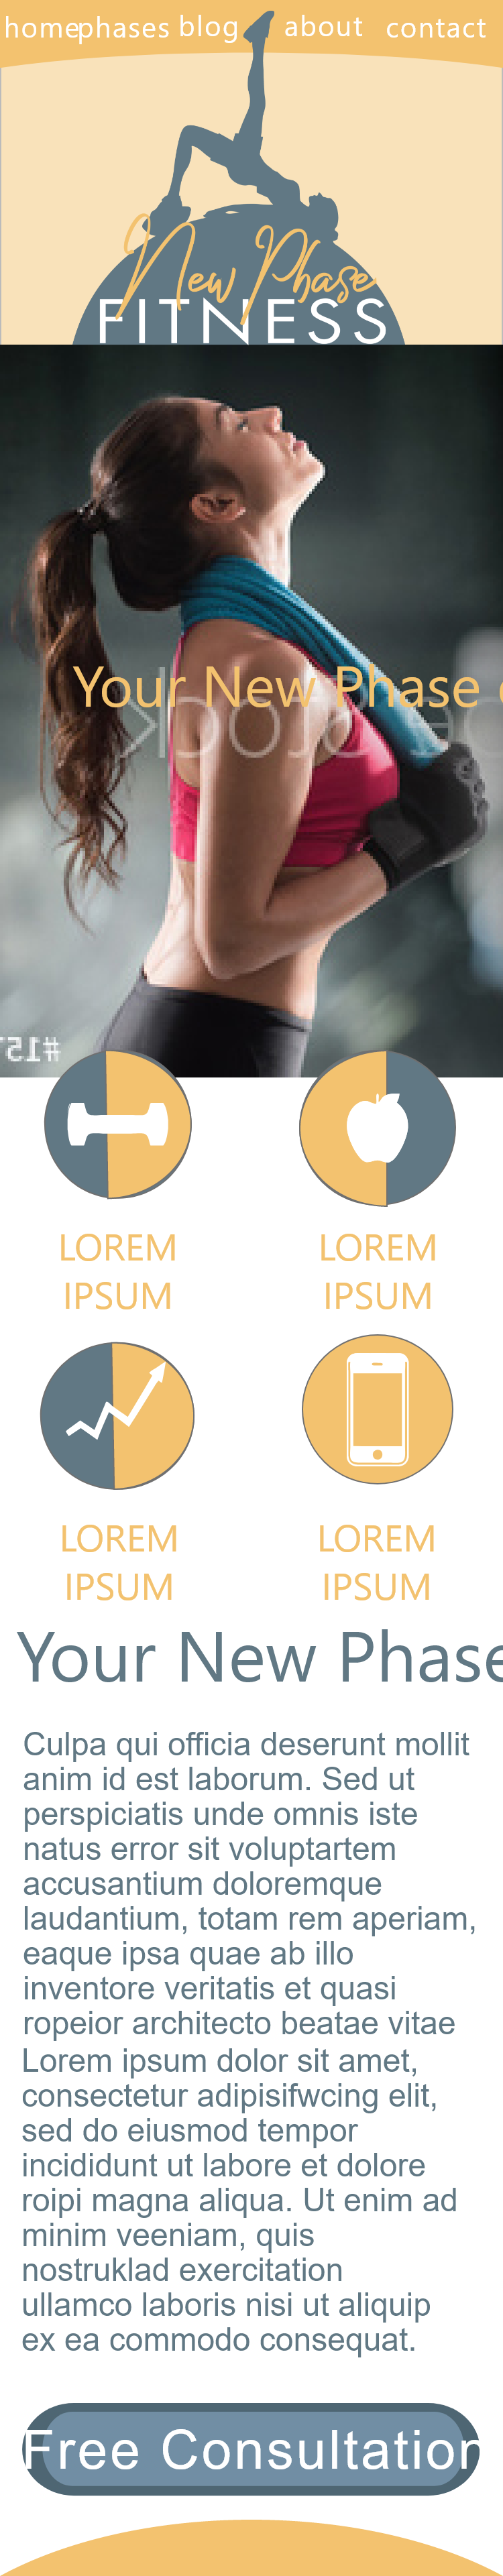 homephases blog about contact
New Phase
FITNESS
Your New Phase
#15
LOREM
IPSUM
LOREM
IPSUM
LOREM
IPSUM
LOREM
IPSUM
Your New Phase
Culpa qui officia deserunt mollit
anim id est laborum. Sed ut
perspiciatis unde omnis iste
natus error sit voluptartem
accusantium doloremque
laudantium, totam rem aperiam,
eaque ipsa quae ab illo
inventore veritatis et quasi
ropeior architecto beatae vitae
Lorem ipsum dolor sit amet,
consectetur adipisifwcing elit,
sed do eiusmod tempor
incididunt ut labore et dolore
roipi magna aliqua. Ut enim ad
minim veeniam, quis
nostruklad exercitation
ullamco laboris nisi ut aliquip
ex ea commodo consequat.
Free Consultation